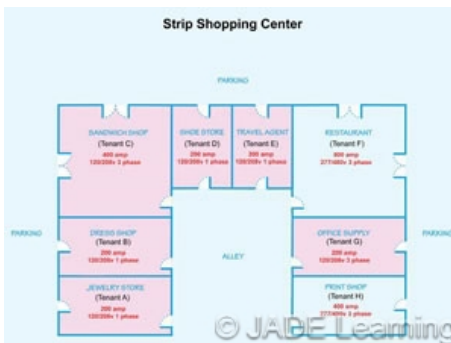 Strip Shopping Center
PARKING
SANDWICH SHOP
(Tenant C)
400 amp
120/208v 3 phase
SHOE STORE
(Tenant D)
200 amp
120/208v 1 phase
TRAVEL AGENT
(Tenant E)
200 amp
120/208v 1 phase
RESTAURANT
(Tenant F)
800 amp
277/480v 3 phase
PARKING
DRESS SHOP
(Tenant B)
200 amp
120/208v 1 phase
ALLEY
OFFICE SUPPLY
(Tenant G)
200 amp
120/208v 3 phase
PARKING
JEWELRY STORE
(Tenant A)
200 amp
120/208v 1 phase
PRINT SHOP
(Tenant H)
400 amp
277/480v 3 phase
© JADE Learning